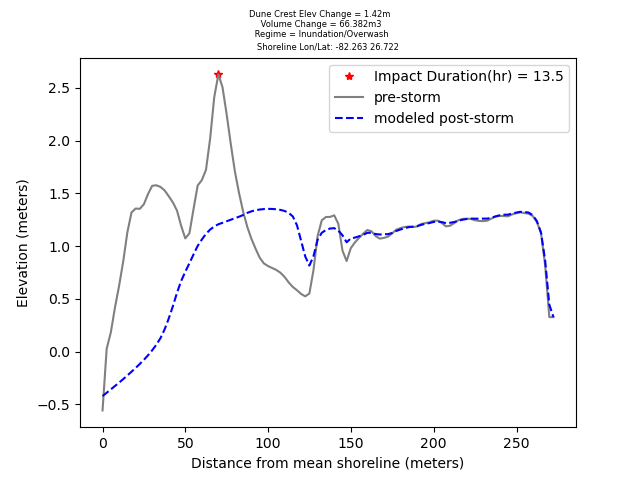 Dune Crest Elev Change = 1.42m
Volume Change = 66.382m3
Regime = Inundation/Overwash
Shoreline Lon/Lat: -82.263 26.722
Impact Duration(hr) = 13.5
pre-storm
modeled post-storm
Elevation (meters)
2.5
2.0
1.5
1.0
0.5
0.0
−0.5
0 50 100 150 200 250
Distance from mean shoreline (meters)